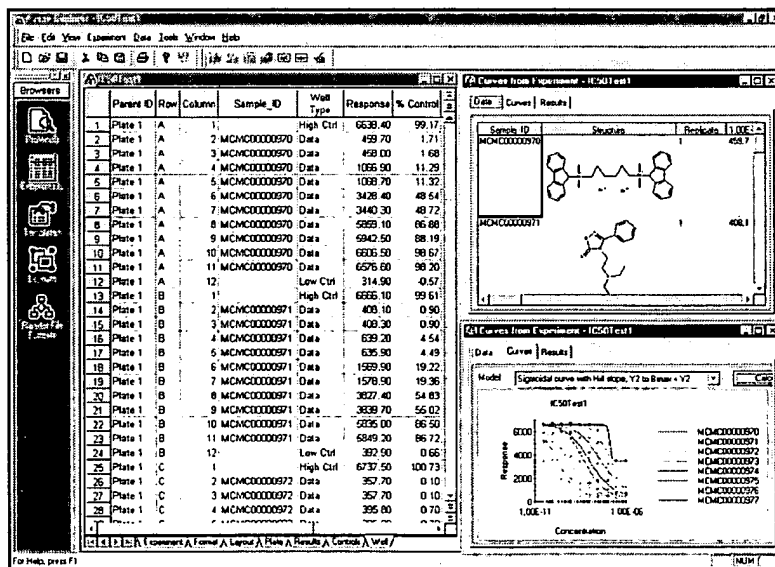 File Edit View Experiment Data Tools Window Help
Browsers
Parent ID Row Column Sample_ID Well Type Response % Control
1 Plate 1 A 1 High Ctrl 6638.40 99.17
2 Plate 1 A 2 MCMC00000970 Data 459.70 1.71
3 Plate 1 A 3 MCMC00000970 Data 458.00 1.68
4 Plate 1 A 4 MCMC00000970 Data 1066.90 11.29
5 Plate 1 A 5 MCMC00000970 Data 1068.70 11.32
6 Plate 1 A 6 MCMC00000970 Data 3428.40 48.54
7 Plate 1 A 7 MCMC00000970 Data 3440.30 48.72
8 Plate 1 A 8 MCMC00000970 Data 5859.10 86.88
9 Plate 1 A 9 MCMC00000970 Data 5942.50 88.19
10 Plate 1 A 10 MCMC00000970 Data 6606.50 98.67
11 Plate 1 A 11 MCMC00000970 Data 6576.60 98.20
12 Plate 1 A 12 Low Ctrl 314.90 -0.57
13 Plate 1 B 1 High Ctrl 6666.10 99.61
14 Plate 1 B 2 MCMC00000971 Data 408.10 0.90
15 Plate 1 B 3 MCMC00000971 Data 408.30 0.90
16 Plate 1 B 4 MCMC00000971 Data 639.20 4.54
17 Plate 1 B 5 MCMC00000971 Data 635.90 4.49
18 Plate 1 B 6 MCMC00000971 Data 1569.90 19.22
19 Plate 1 B 7 MCMC00000971 Data 1578.90 19.36
20 Plate 1 B 8 MCMC00000971 Data 3827.40 54.83
21 Plate 1 B 9 MCMC00000971 Data 3839.70 55.02
22 Plate 1 B 10 MCMC00000971 Data 5835.00 86.50
23 Plate 1 B 11 MCMC00000971 Data 5849.20 86.72
24 Plate 1 B 12 Low Ctrl 392.90 0.66
25 Plate 1 C 1 High Ctrl 6737.50 100.73
26 Plate 1 C 2 MCMC00000972 Data 357.70 0.10
27 Plate 1 C 3 MCMC00000972 Data 357.70 0.10
28 Plate 1 C 4 MCMC00000972 Data 395.80 0.70
Experiment Format Layout Plate Results Controls Well
Curves from Experiment - IC50Test1
Data Curves Results
Sample ID Structure Replicate 1.00E
MCMC00000970 1 459.7
MCMC00000971 1 408.1
Curves from Experiment - IC50Test1
Data Curves Results
Model Sigmoidal curve with Hill slope, Y2 to Bmax + Y2 Calc
IC50Test1
Response
6000
4000
2000
0
1.00E-11 1.00E-06
Concentration
MCMC00000970
MCMC00000971
MCMC00000972
MCMC00000973
MCMC00000974
MCMC00000975
MCMC00000976
MCMC00000977
For Help, press F1
NUM